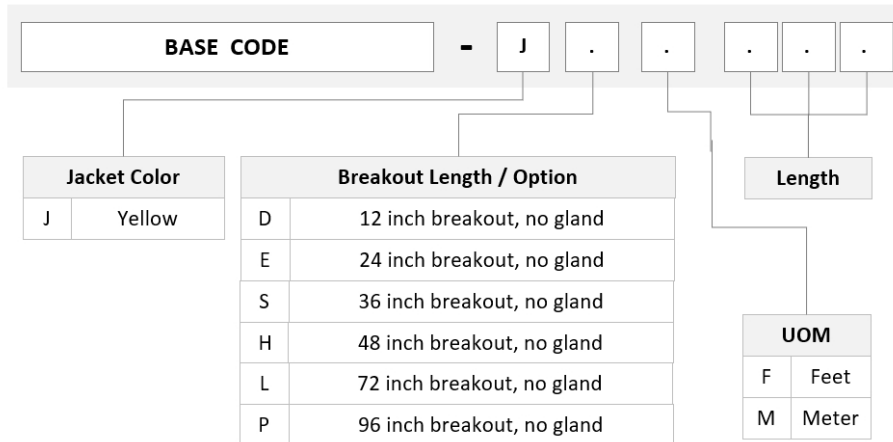 BASE CODE - J . . . . .
Jacket Color
J Yellow
Breakout Length / Option
D 12 inch breakout, no gland
E 24 inch breakout, no gland
S 36 inch breakout, no gland
H 48 inch breakout, no gland
L 72 inch breakout, no gland
P 96 inch breakout, no gland
Length
UOM
F Feet
M Meter